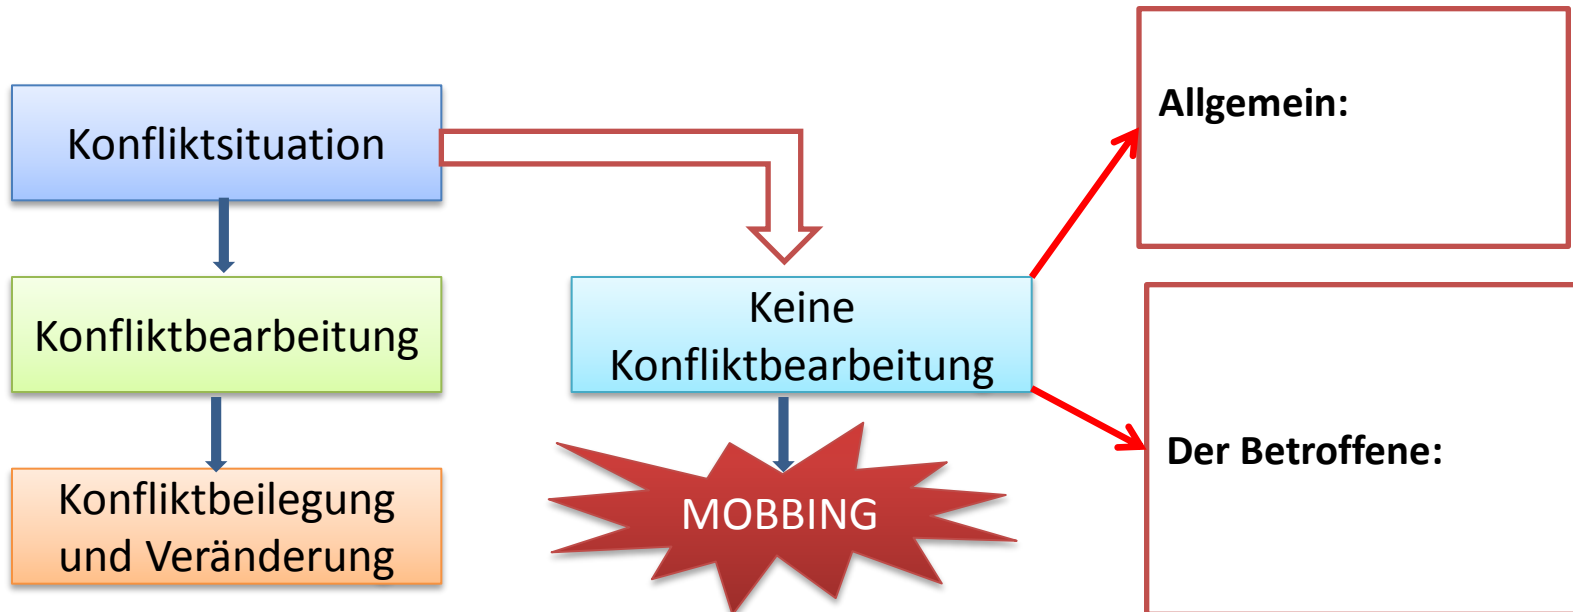 Konfliktsituation
Konfliktbearbeitung
Konfliktbeilegung
und Veränderung
Keine
Konfliktbearbeitung
MOBBING
Allgemein:
Der Betroffene: